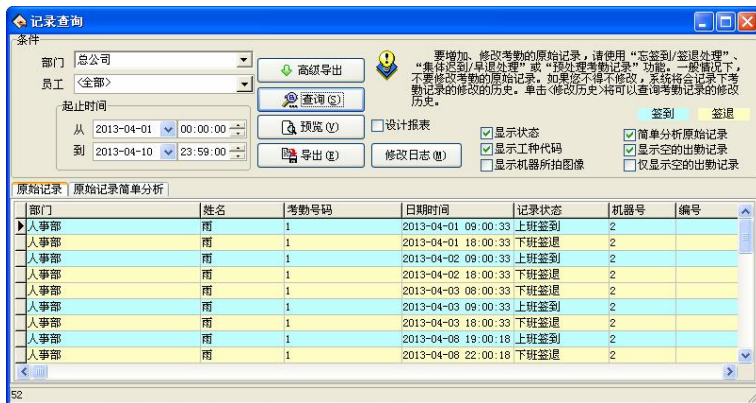 记录查询
条件
部门 总公司
员工 <全部>
起止时间
从 2013-04-01 00:00:00
到 2013-04-10 23:59:00
高级导出
查询(S)
预览(V)
导出(E)
设计报表
修改日志(M)
要增加、修改考勤的原始记录，请使用“忘签到/签退处理”、
“集体迟到/早退处理”或“预处理考勤记录”功能。一般情况下，
不要修改考勤的原始记录。如果您不得不修改，系统将会记录下考
勤记录的修改的历史。单击<修改历史>将可以查询考勤记录的修改
历史。
签到 签退
显示状态 简单分析原始记录
显示工种代码 显示空的出勤记录
显示机器所拍图像 仅显示空的出勤记录
原始记录 原始记录简单分析
部门 姓名 考勤号码 日期时间 记录状态 机器号 编号
人事部 雨 1 2013-04-01 09:00:33 上班签到 2
人事部 雨 1 2013-04-01 18:00:33 下班签退 2
人事部 雨 1 2013-04-02 09:00:33 上班签到 2
人事部 雨 1 2013-04-02 18:00:33 下班签退 2
人事部 雨 1 2013-04-03 08:00:33 下班签退 2
人事部 雨 1 2013-04-03 09:00:33 上班签到 2
人事部 雨 1 2013-04-03 18:00:33 下班签退 2
人事部 雨 1 2013-04-08 19:00:18 上班签到 2
人事部 雨 1 2013-04-08 22:00:18 下班签退 2
52